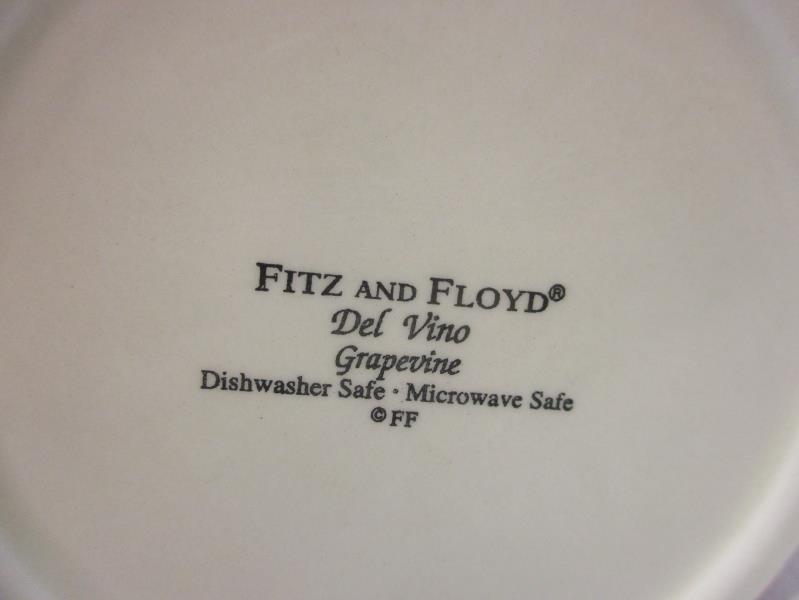 FITZ AND FLOYD®
Del Vino
Grapevine
Dishwasher Safe · Microwave Safe
©FF